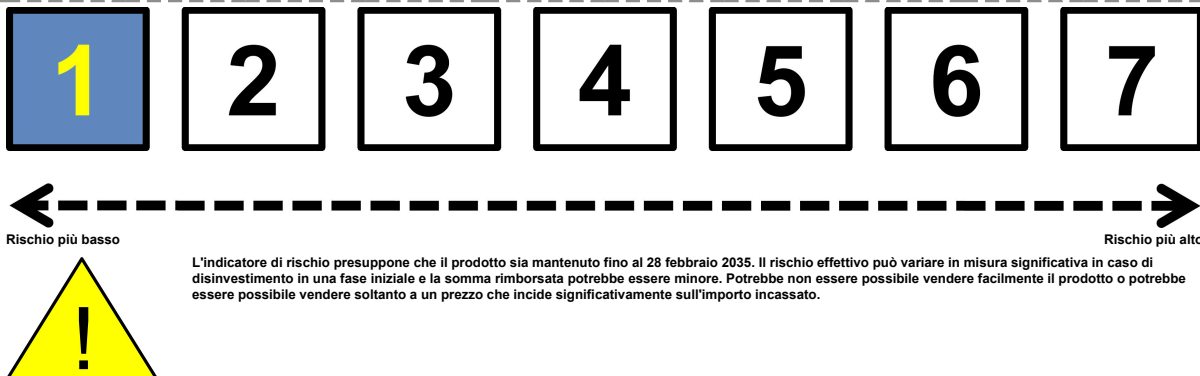 1 2 3 4 5 6 7
Rischio più basso Rischio più alto
L'indicatore di rischio presuppone che il prodotto sia mantenuto fino al 28 febbraio 2035. Il rischio effettivo può variare in misura significativa in caso di
disinvestimento in una fase iniziale e la somma rimborsata potrebbe essere minore. Potrebbe non essere possibile vendere facilmente il prodotto o potrebbe
essere possibile vendere soltanto a un prezzo che incide significativamente sull'importo incassato.
!